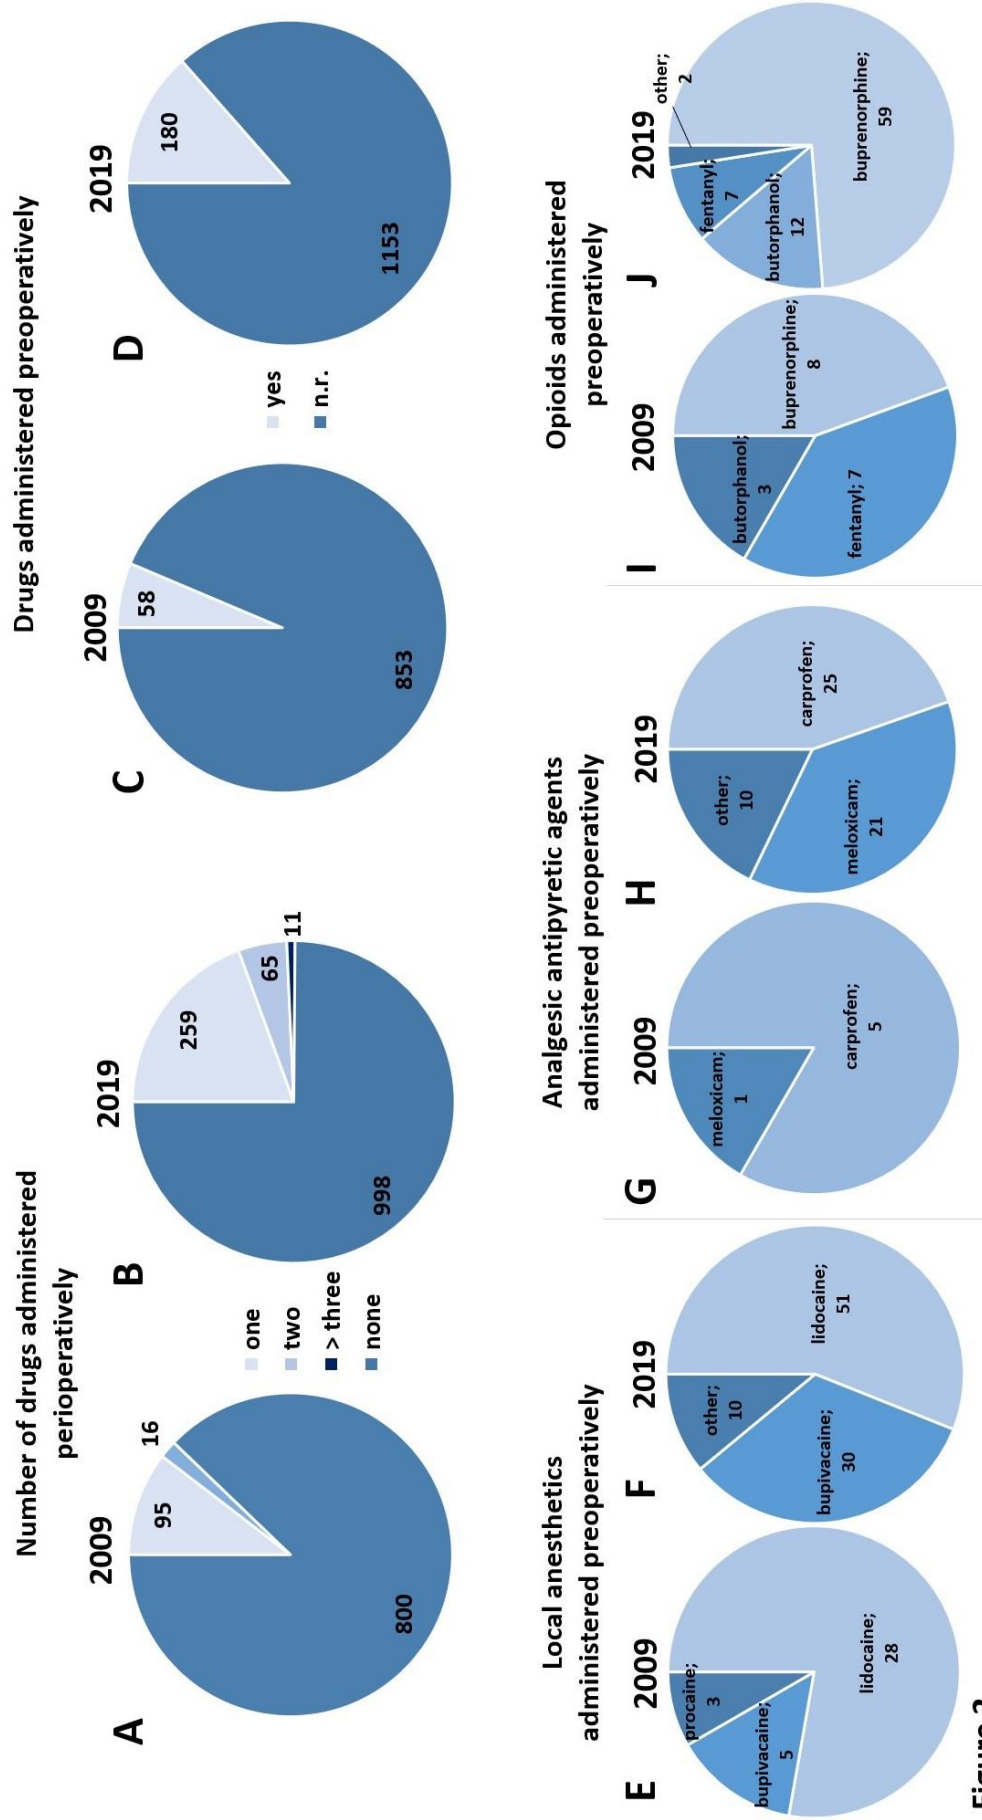 Number of drugs administered
perioperatively
Drugs administered preoperatively
A
2009
95
16
800
one
two
> three
none
B
2019
259
65
11
998
C
2009
58
853
yes
n.r.
D
2019
180
1153
Local anesthetics
administered preoperatively
Analgesic antipyretic agents
administered preoperatively
Opioids administered
preoperatively
E
2009
procaine;
3
bupivacaine;
5
lidocaine;
28
F
2019
other;
10
bupivacaine;
30
lidocaine;
51
G
2009
meloxicam;
1
carprofen;
5
H
2019
other;
10
meloxicam;
21
carprofen;
25
I
2009
butorphanol;
3
fentanyl; 7
buprenorphine;
8
J
2019
other;
2
fentanyl;
7
butorphanol;
12
buprenorphine;
59